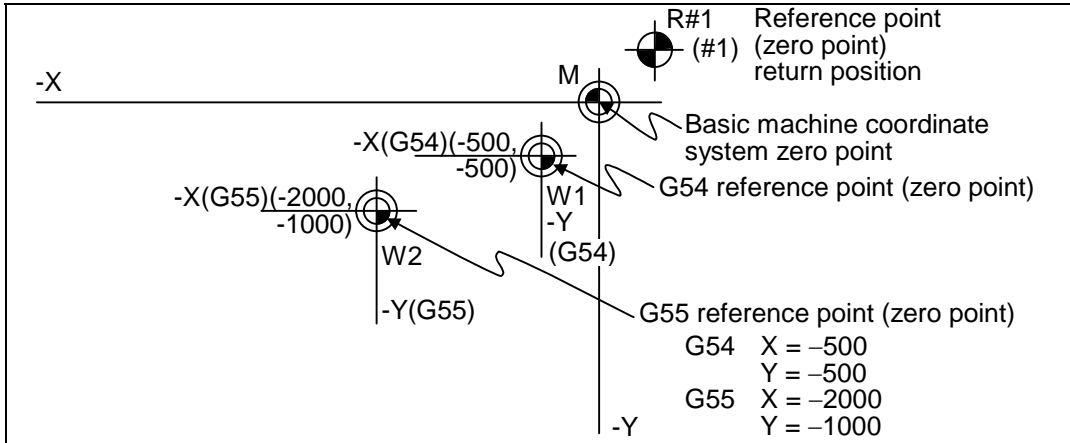 R#1
(#1)
Reference point
(zero point)
return position
M
-X
Basic machine coordinate
system zero point
-X(G54)(-500,
-500)
G54 reference point (zero point)
W1
-Y
(G54)
-X(G55)(-2000,
-1000)
W2
-Y(G55)
G55 reference point (zero point)
G54 X = −500
Y = −500
G55 X = −2000
Y = −1000
-Y